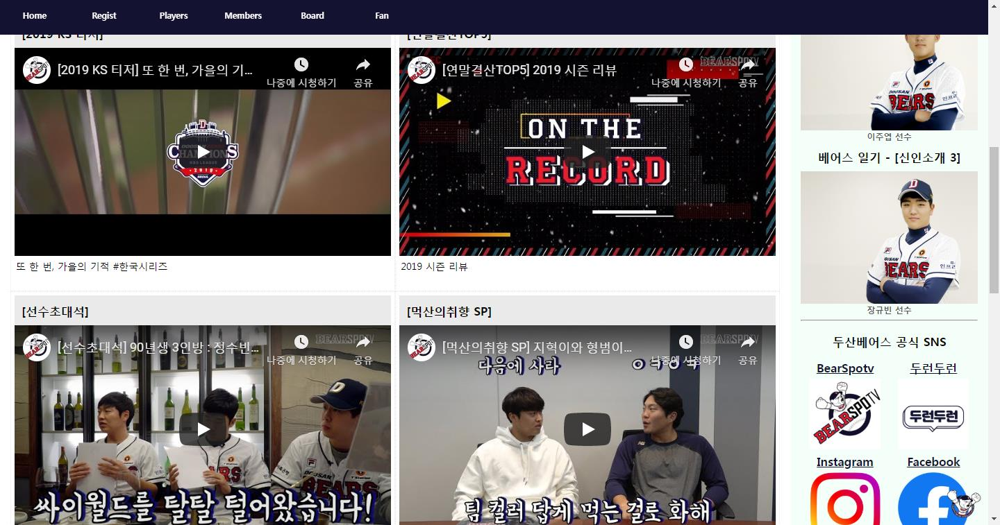 Home Regist Players Members Board Fan
[2019 KS 티저]
[연말결산TOP5]
[2019 KS 티저] 또 한 번, 가을의 기...
나중에 시청하기 공유
CHAMPIONS
2019
SEOUL
또 한 번, 가을의 기적 #한국시리즈
[연말결산TOP5] 2019 시즌 리뷰
BEARSPOTV
나중에 시청하기 공유
ON THE
RECORD
2019 시즌 리뷰
[선수초대석]
[선수초대석] 90년생 3인방 : 정수빈...
BEARSPOTV
나중에 시청하기 공유
BEARS
싸이월드를 탈탈 털어왔습니다!
[먹산의취향 SP]
[먹산의취향 SP] 지혁이와 형범이...
BEARSPOTV
나중에 시청하기 공유
다음에 사라
팀 컬러 답게 먹는 걸로 화해
DOOSAN
BEARS
이주엽 선수
베어스 일기 - [신인소개 3]
DOOSAN
BEARS
장규빈 선수
두산베어스 공식 SNS
BearSpotv 두런두런
BEARSPOTV
두런두런
Instagram Facebook